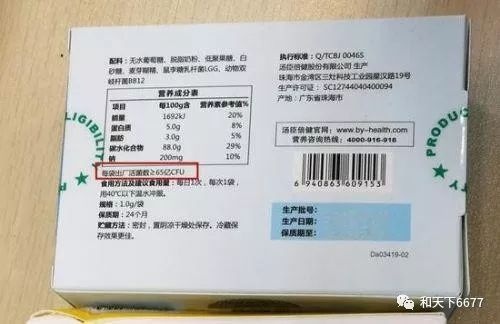 配料：无水葡萄糖、脱脂奶粉、低聚果糖、白
砂糖、麦芽糊精、鼠李糖乳杆菌LGG、动物双
歧杆菌B812
营养成分表
项目 每100g含量 营养素参考值%
能量 1692kJ 20%
蛋白质 5.0g 8%
脂肪 3.0g 5%
碳水化合物 88.0g 29%
钠 200mg 10%
每袋出厂活菌数≥65亿CFU
食用方法及建议食用量：每日1次，每次1袋，
用40℃以下温水冲服。
规格：1.0g/袋
保质期：24个月
贮藏方法：密封，置阴凉干燥处保存。冷藏保
存效果更佳。
执行标准：Q/TCBJ 0046S
汤臣倍健股份有限公司 生产
珠海市金湾区三灶科技工业园星汉路19号
生产许可证：SC12744040400094
产地：广东省珠海市
汤臣倍健官网：www.by-health.com
营养咨询热线：4000-916-916
6 940863 609153
生产批号：
生产日期：
保质期至：
Da03419-02
LIGIBILITY
ELIGIB
和天下6677